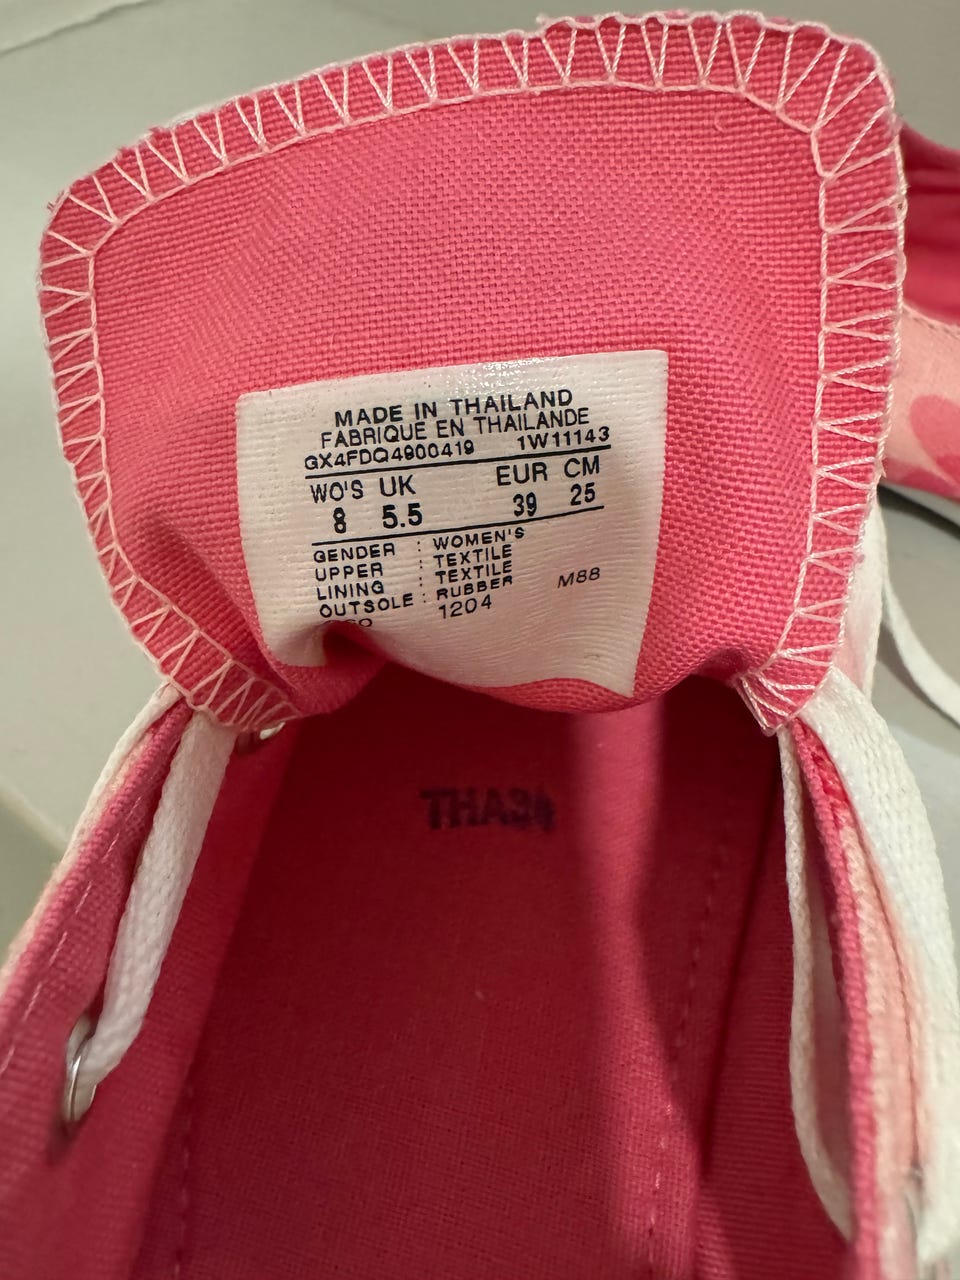 MADE IN THAILAND
FABRIQUE EN THAILANDE
GX4FDQ4900419 1W11143
WO'S UK EUR CM
8 5.5 39 25
GENDER : WOMEN'S
UPPER : TEXTILE
LINING : TEXTILE
OUTSOLE : RUBBER M88
1204
THA34